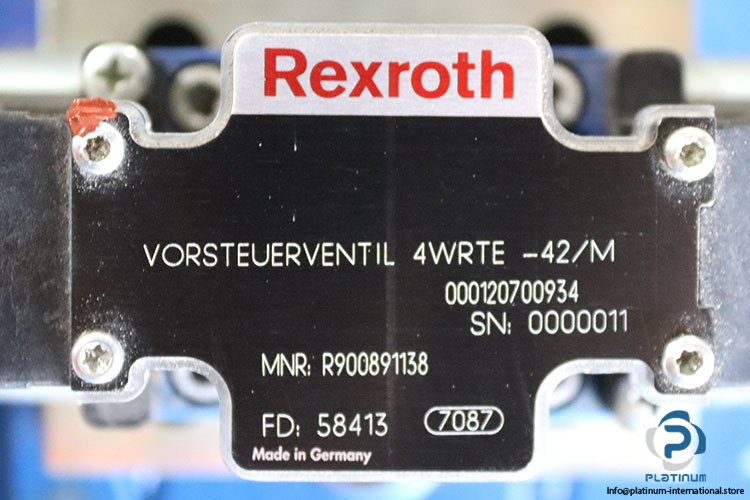 Rexroth
VORSTEUERVENTIL 4WRTE -42/M
000120700934
SN: 0000011
MNR: R900891138
FD: 58413 7087
Made in Germany
PLATINUM
Info@platinum-international.store